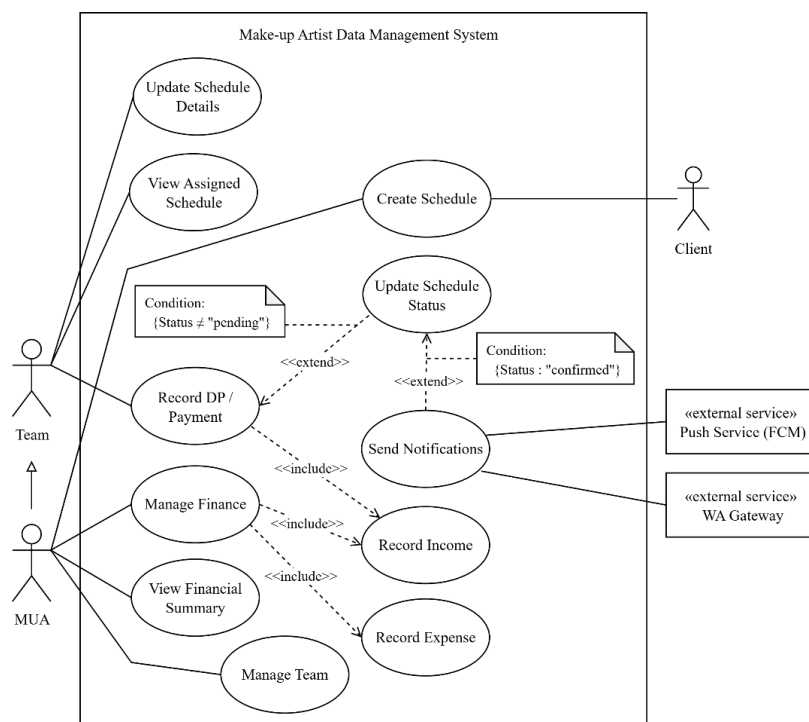 Make-up Artist Data Management System
Update Schedule
Details
View Assigned
Schedule
Create Schedule
Client
Condition:
{Status ≠ "pending"}
Update Schedule
Status
<<extend>>
Condition:
{Status : "confirmed"}
<<extend>>
Team
Record DP /
Payment
«external service»
Push Service (FCM)
Send Notifications
<<include>>
«external service»
WA Gateway
Manage Finance
<<include>>
Record Income
<<include>>
MUA
View Financial
Summary
Record Expense
Manage Team